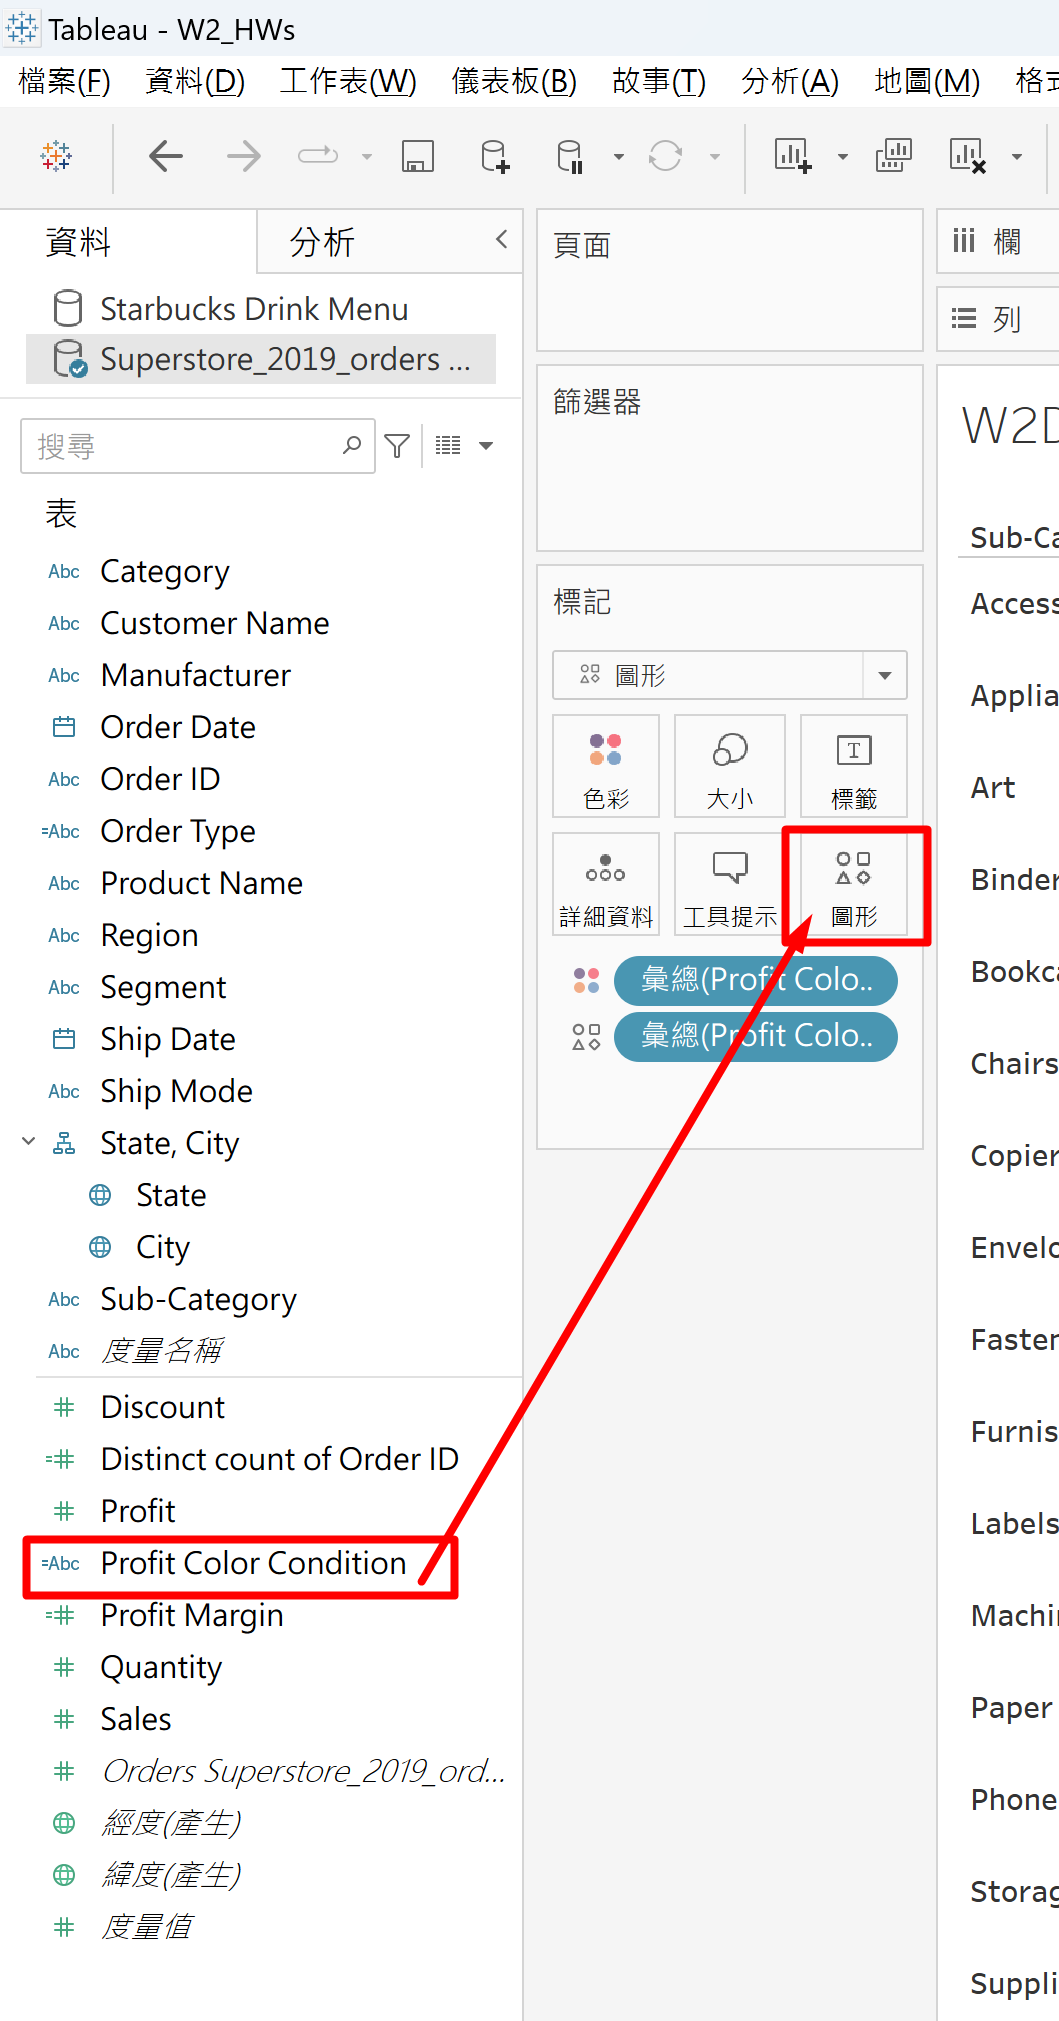 Tableau - W2_HWs
檔案(F) 資料(D) 工作表(W) 儀表板(B) 故事(T) 分析(A) 地圖(M) 格式
資料
分析
Starbucks Drink Menu
Superstore_2019_orders ...
搜尋
表
Abc Category
Abc Customer Name
Abc Manufacturer
Order Date
Abc Order ID
=Abc Order Type
Abc Product Name
Abc Region
Abc Segment
Ship Date
Abc Ship Mode
State, City
State
City
Abc Sub-Category
Abc 度量名稱
# Discount
=# Distinct count of Order ID
# Profit
=Abc Profit Color Condition
=# Profit Margin
# Quantity
# Sales
# Orders Superstore_2019_ord...
經度(產生)
緯度(產生)
# 度量值
頁面
篩選器
標記
圖形
色彩
大小
T
標籤
詳細資料
工具提示
圖形
彙總(Profit Colo..
彙總(Profit Colo..
欄
列
W2D
Sub-Ca
Access
Applia
Art
Binder
Bookca
Chairs
Copier
Envelo
Fasten
Furnis
Labels
Machin
Paper
Phone
Storag
Suppli